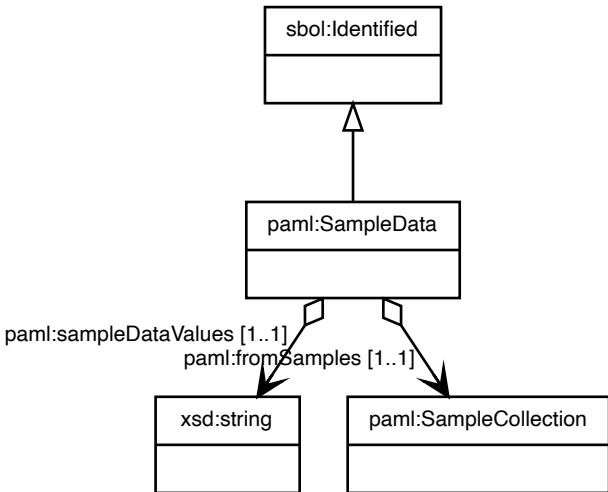 sbol:Identified
paml:SampleData
paml:sampleDataValues [1..1]
paml:fromSamples [1..1]
xsd:string
paml:SampleCollection